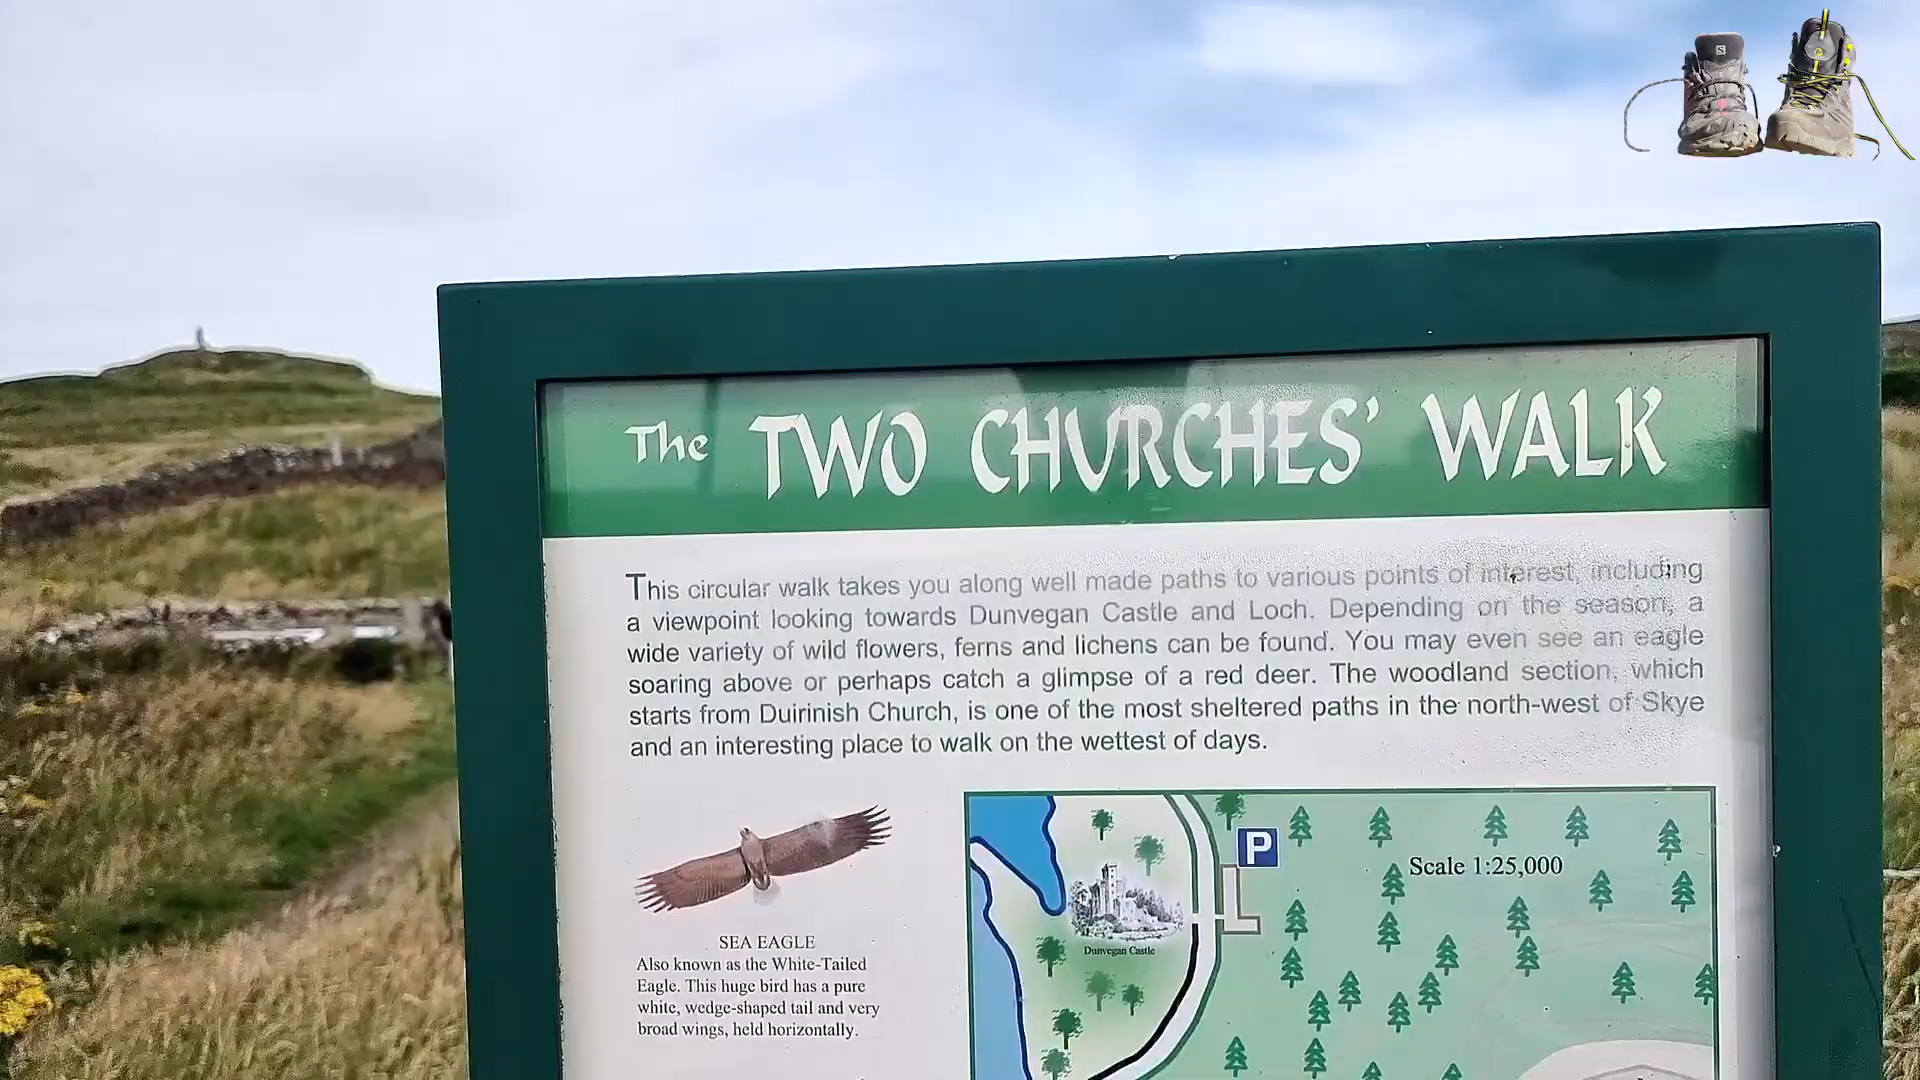 The TWO CHURCHES' WALK
This circular walk takes you along well made paths to various points of interest, including
a viewpoint looking towards Dunvegan Castle and Loch. Depending on the season, a
wide variety of wild flowers, ferns and lichens can be found. You may even see an eagle
soaring above or perhaps catch a glimpse of a red deer. The woodland section, which
starts from Duirinish Church, is one of the most sheltered paths in the north-west of Skye
and an interesting place to walk on the wettest of days.
P
Scale 1:25,000
Dunvegan Castle
SEA EAGLE
Also known as the White-Tailed
Eagle. This huge bird has a pure
white, wedge-shaped tail and very
broad wings, held horizontally.